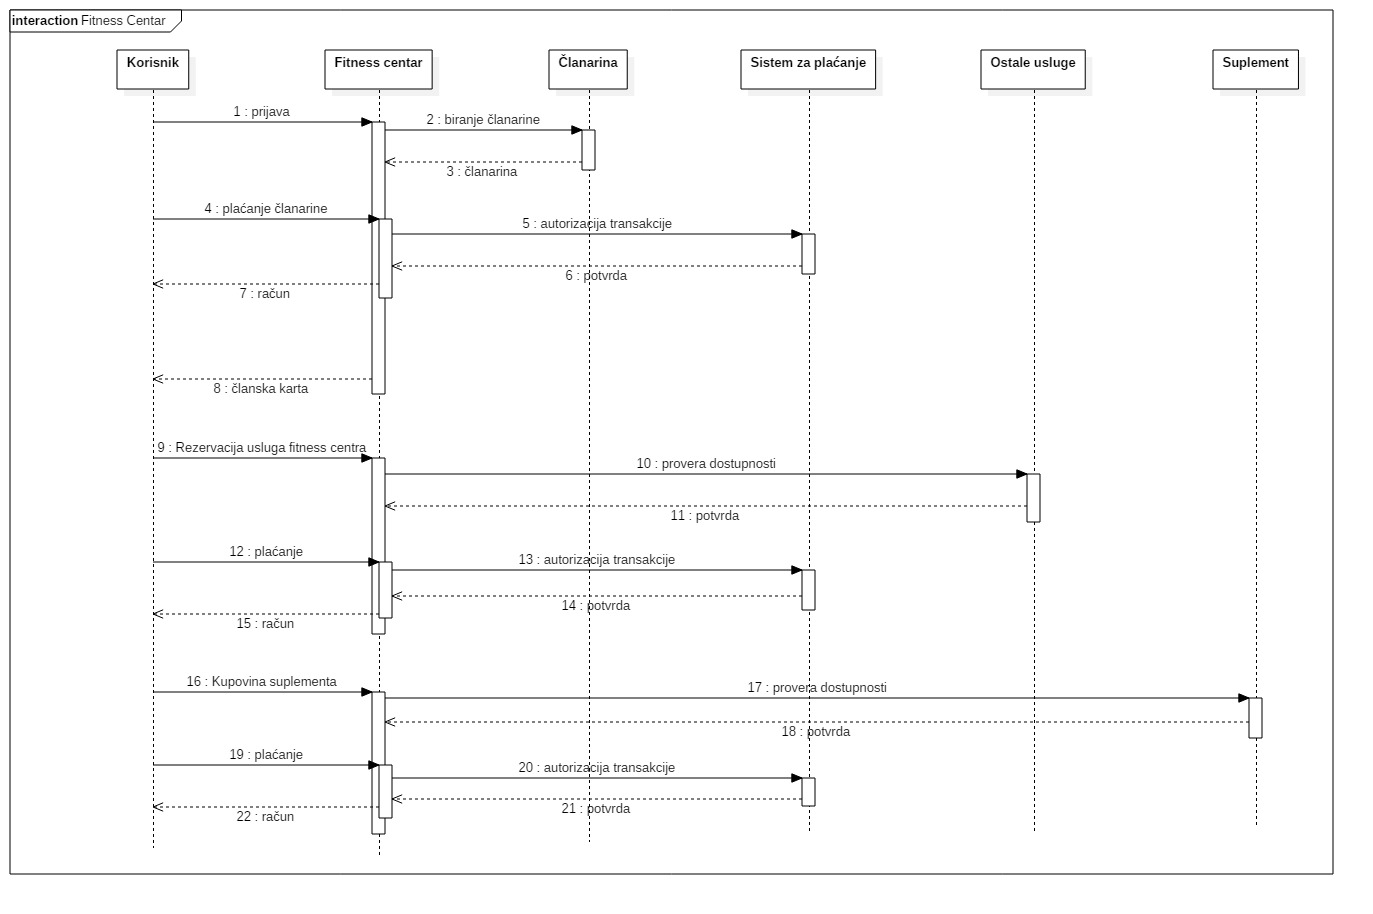 interaction Fitness Centar
Korisnik
Fitness centar
Članarina
Sistem za plaćanje
Ostale usluge
Suplement
1 : prijava
2 : biranje članarine
3 : članarina
4 : plaćanje članarine
5 : autorizacija transakcije
6 : potvrda
7 : račun
8 : članska karta
9 : Rezervacija usluga fitness centra
10 : provera dostupnosti
11 : potvrda
12 : plaćanje
13 : autorizacija transakcije
14 : potvrda
15 : račun
16 : Kupovina suplementa
17 : provera dostupnosti
18 : potvrda
19 : plaćanje
20 : autorizacija transakcije
21 : potvrda
22 : račun